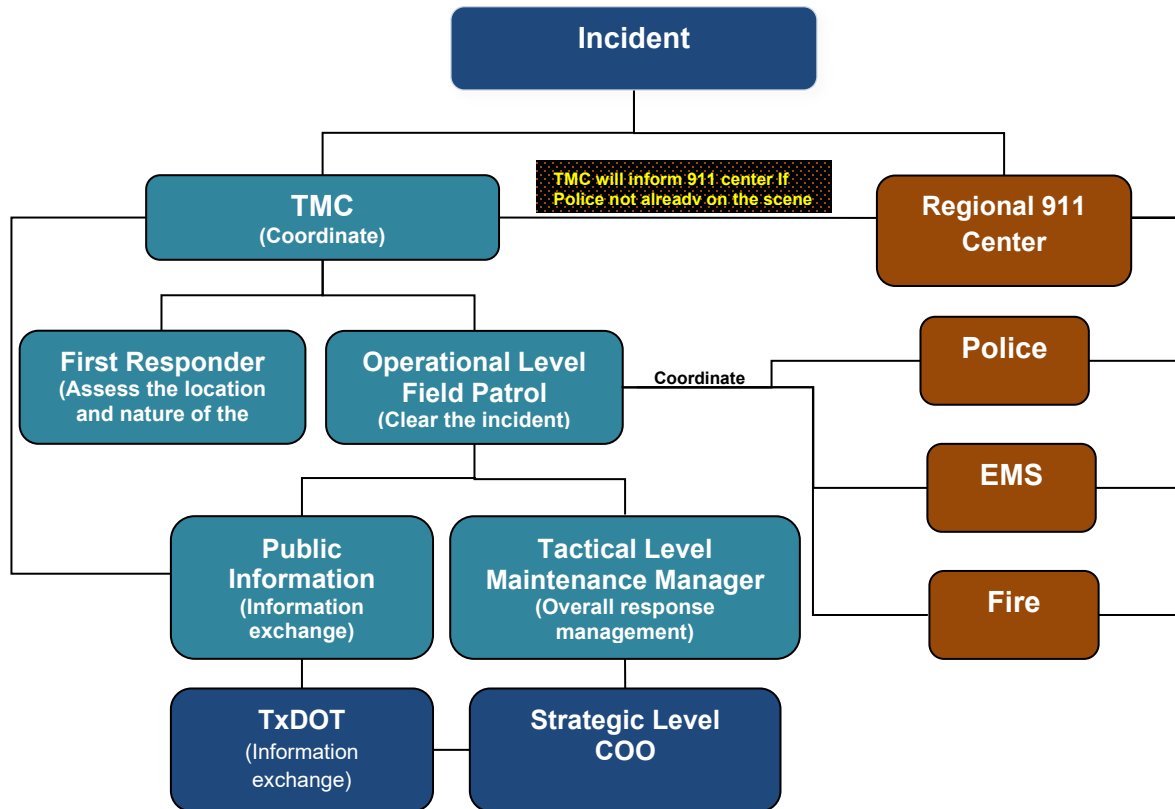 Incident
TMC will inform 911 center If
Police not already on the scene
TMC
(Coordinate)
Regional 911
Center
First Responder
(Assess the location
and nature of the
Operational Level
Field Patrol
(Clear the incident)
Coordinate
Police
EMS
Public
Information
(Information
exchange)
Tactical Level
Maintenance Manager
(Overall response
management)
Fire
TxDOT
(Information
exchange)
Strategic Level
COO